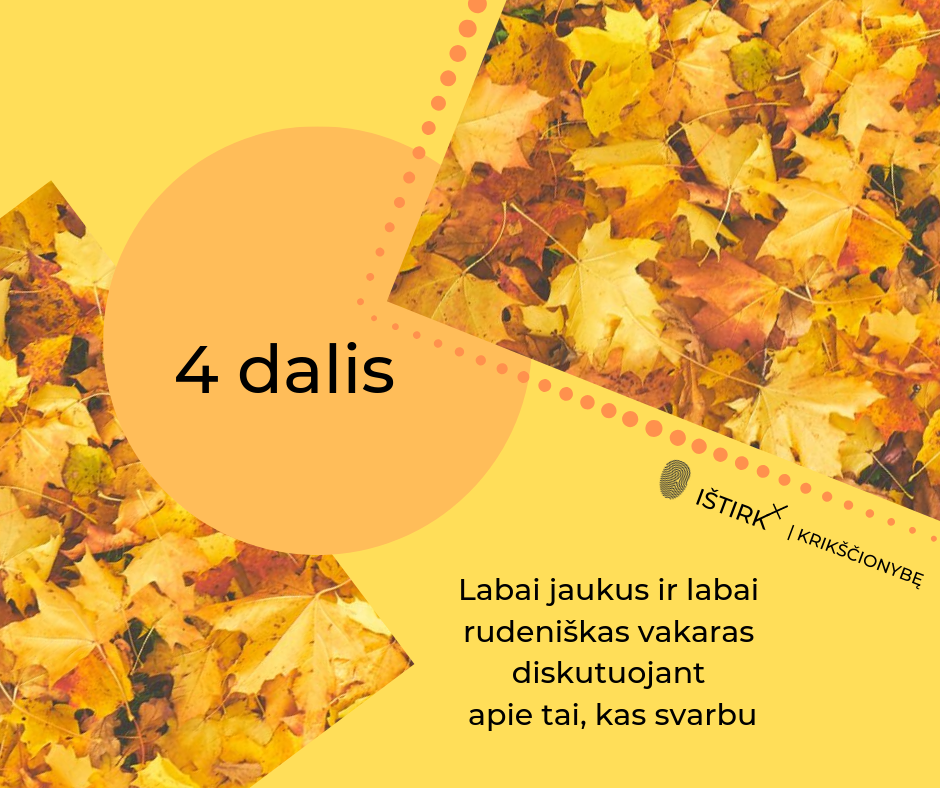 4 dalis
IŠTIRK
| KRIKŠČIONYBĘ
Labai jaukus ir labai
rudeniškas vakaras
diskutuojant
apie tai, kas svarbu